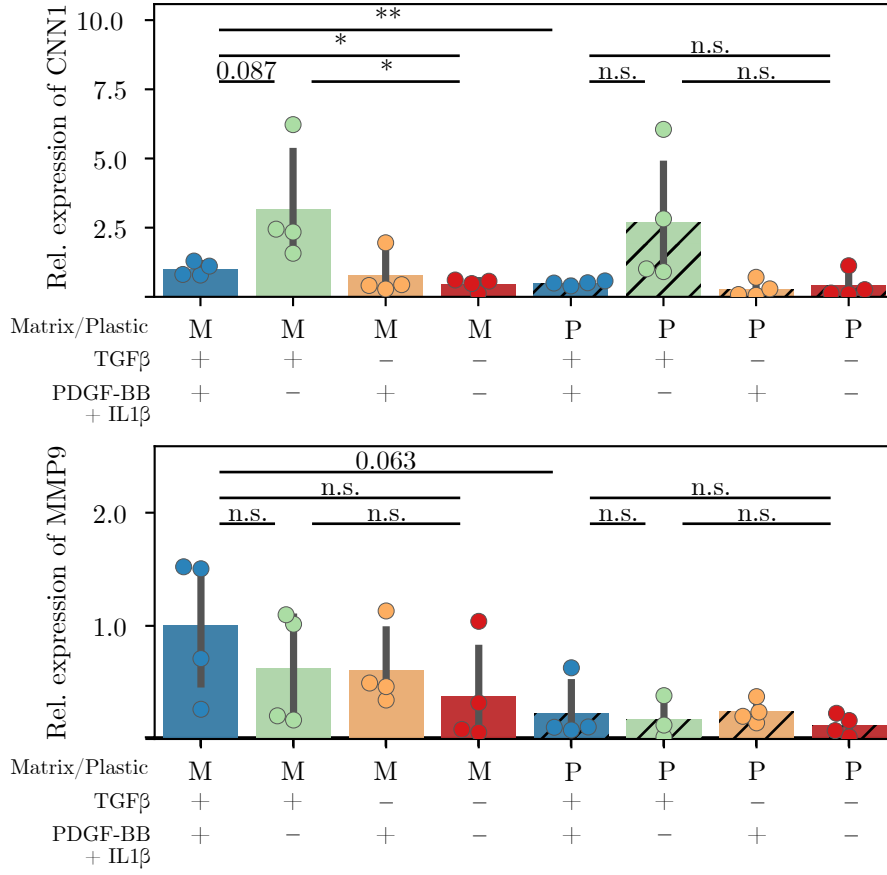 Rel. expression of CNN1
10.0
7.5
5.0
2.5
**
*
n.s.
0.087
*
n.s.
n.s.
Matrix/Plastic M M M M P P P P
TGFβ + + − − + + − −
PDGF-BB + − + − + − + −
+ IL1β
Rel. expression of MMP9
2.0
1.0
0.063
n.s.
n.s.
n.s.
n.s.
n.s.
n.s.
Matrix/Plastic M M M M P P P P
TGFβ + + − − + + − −
PDGF-BB + − + − + − + −
+ IL1β